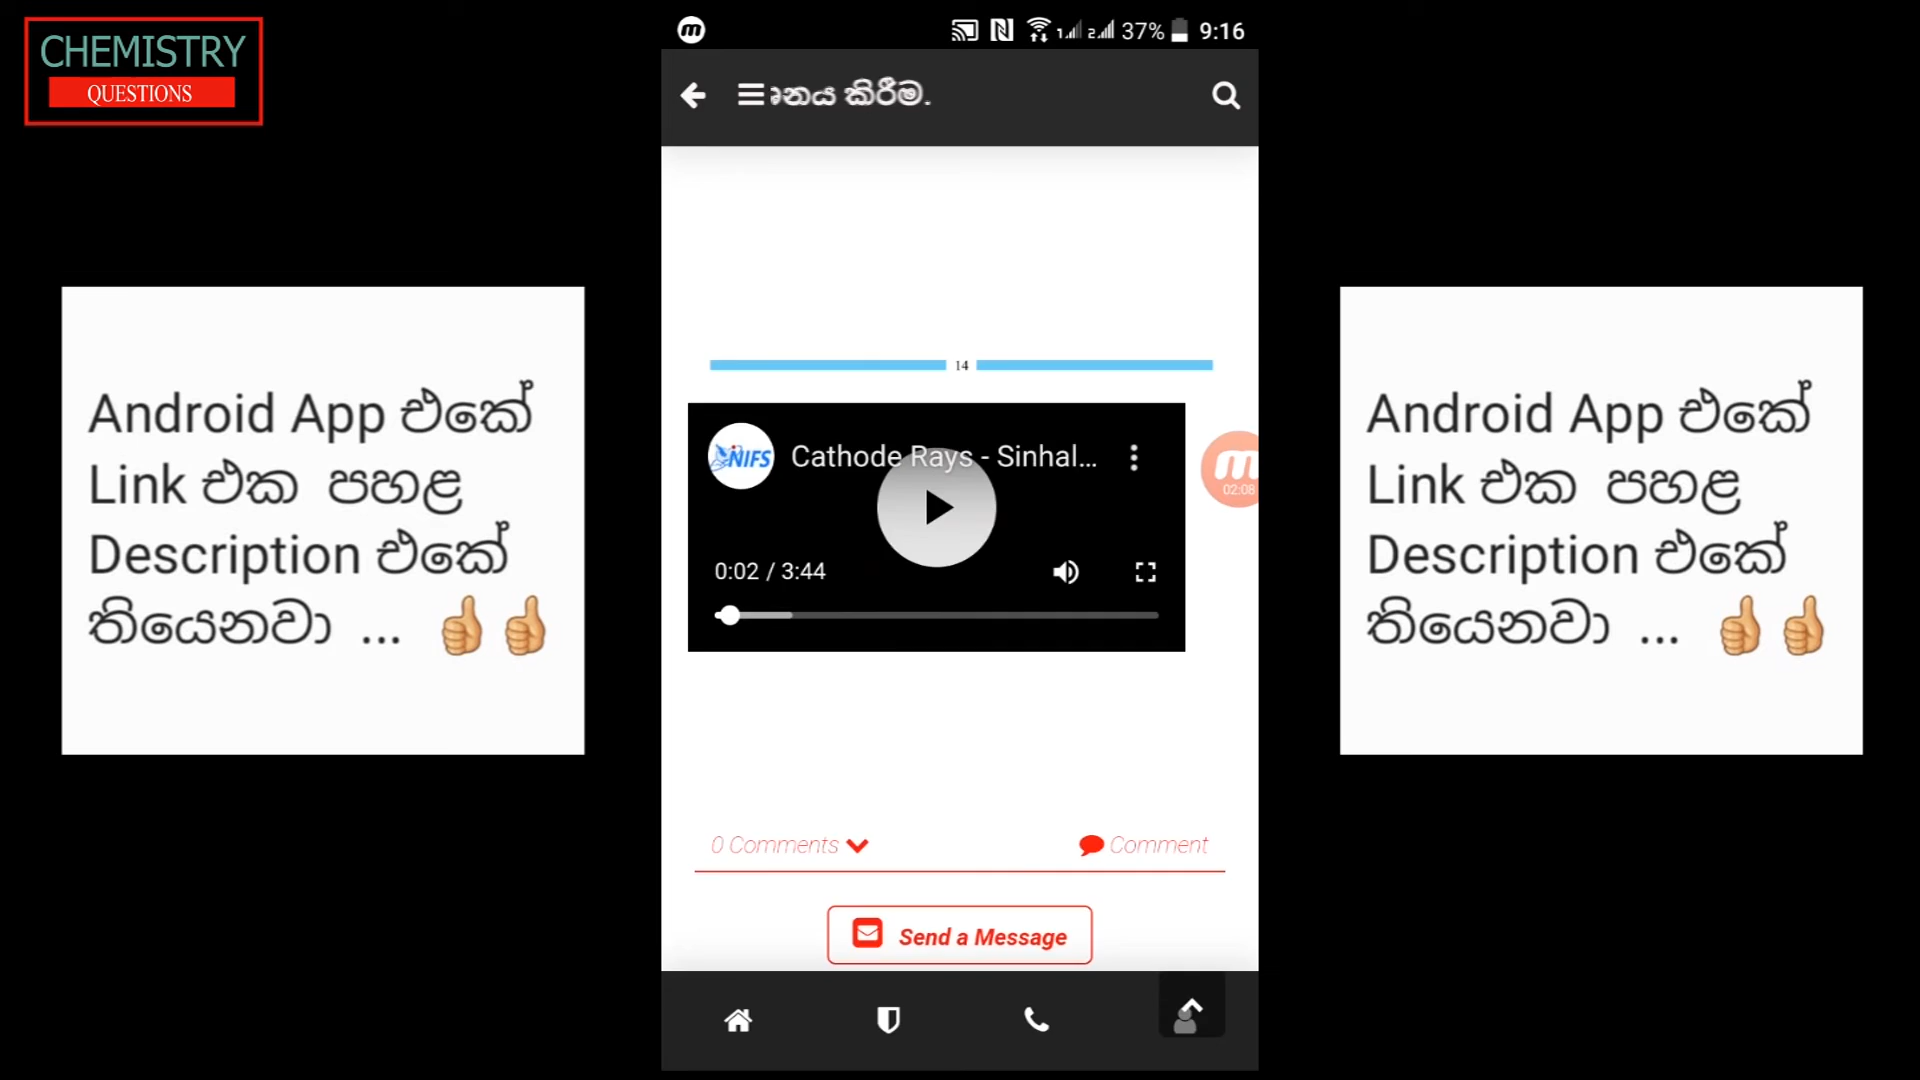 CHEMISTRY
QUESTIONS
37% 9:16
කිරීම.
Android App එකේ
Link එක පහළ
Description එකේ
තියෙනවා ... 👍👍
14
NIFS
Cathode Rays - Sinhal...
0:02 / 3:44
02:08
0 Comments
Comment
Send a Message
Android App එකේ
Link එක පහළ
Description එකේ
තියෙනවා ... 👍👍